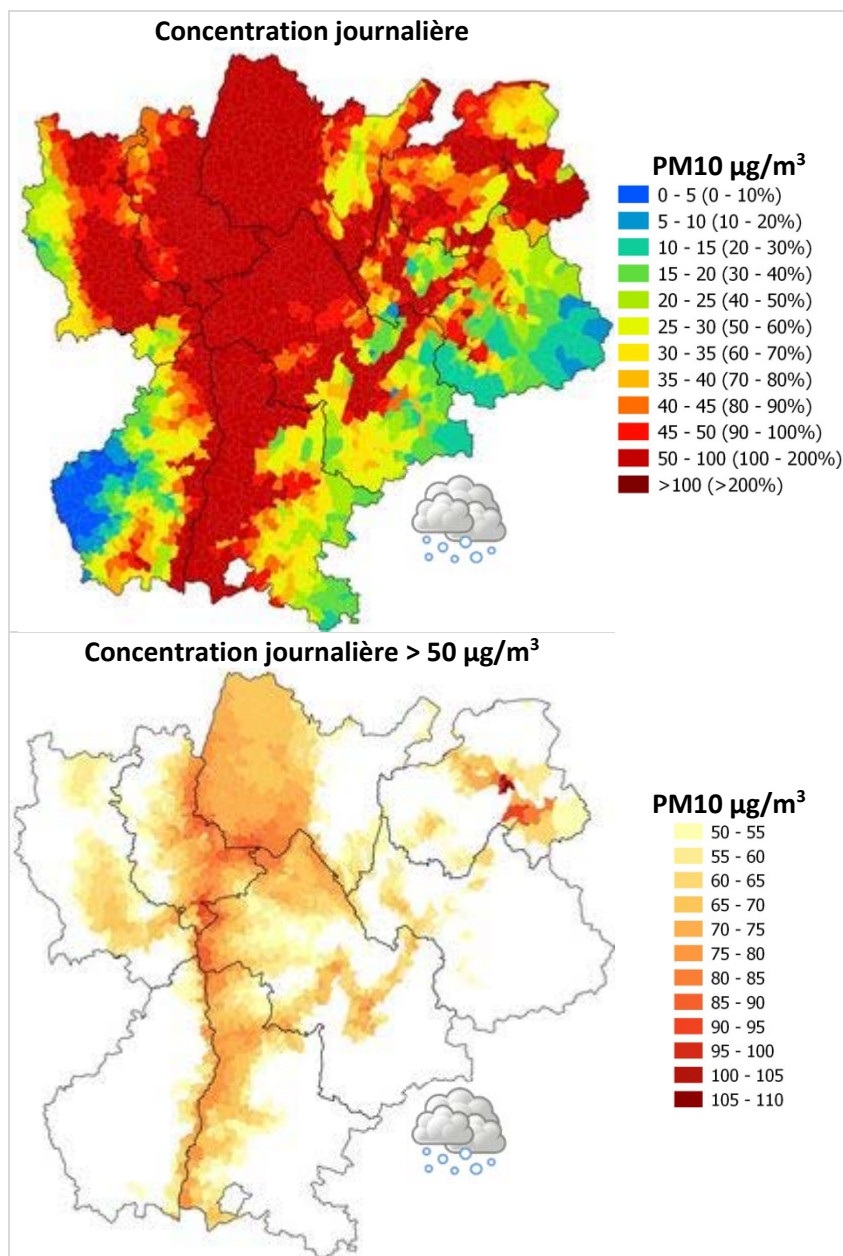 Concentration journalière
PM10 µg/m³
0 - 5 (0 - 10%)
5 - 10 (10 - 20%)
10 - 15 (20 - 30%)
15 - 20 (30 - 40%)
20 - 25 (40 - 50%)
25 - 30 (50 - 60%)
30 - 35 (60 - 70%)
35 - 40 (70 - 80%)
40 - 45 (80 - 90%)
45 - 50 (90 - 100%)
50 - 100 (100 - 200%)
>100 (>200%)
Concentration journalière > 50 µg/m³
PM10 µg/m³
50 - 55
55 - 60
60 - 65
65 - 70
70 - 75
75 - 80
80 - 85
85 - 90
90 - 95
95 - 100
100 - 105
105 - 110